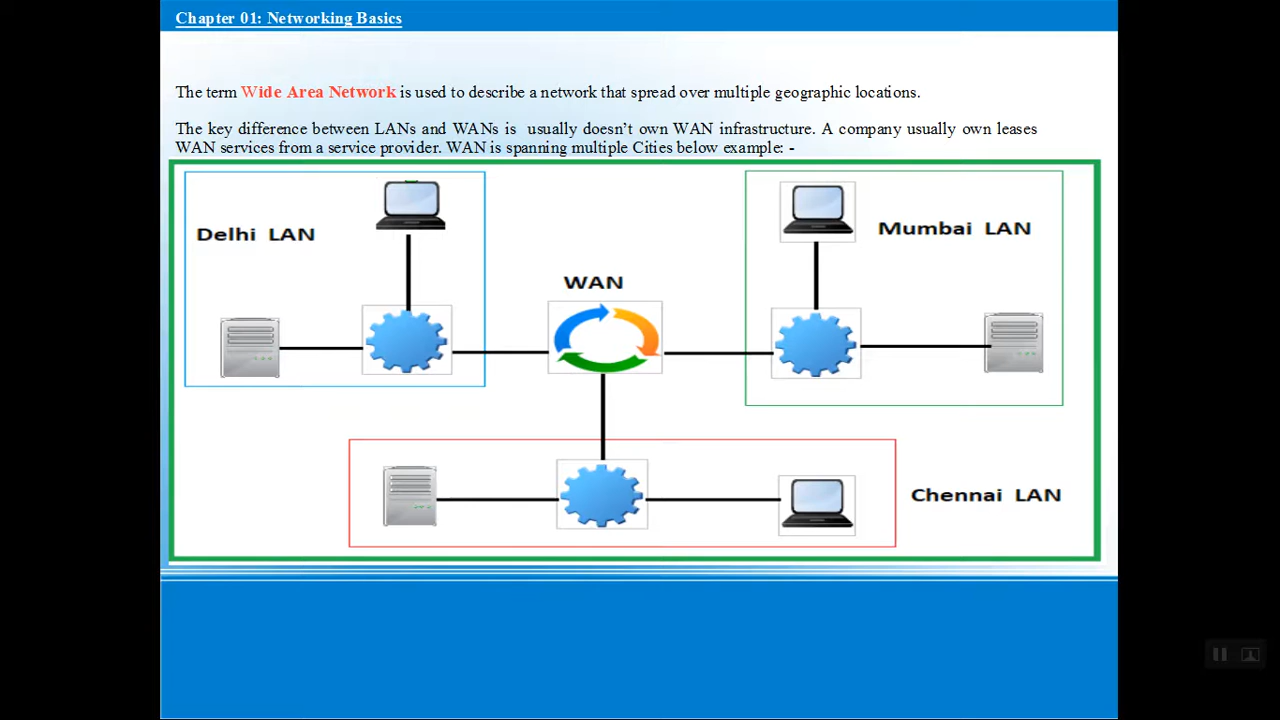 Chapter 01: Networking Basics
The term Wide Area Network is used to describe a network that spread over multiple geographic locations.
The key difference between LANs and WANs is usually doesn’t own WAN infrastructure. A company usually own leases
WAN services from a service provider. WAN is spanning multiple Cities below example: -
Delhi LAN
Mumbai LAN
WAN
Chennai LAN